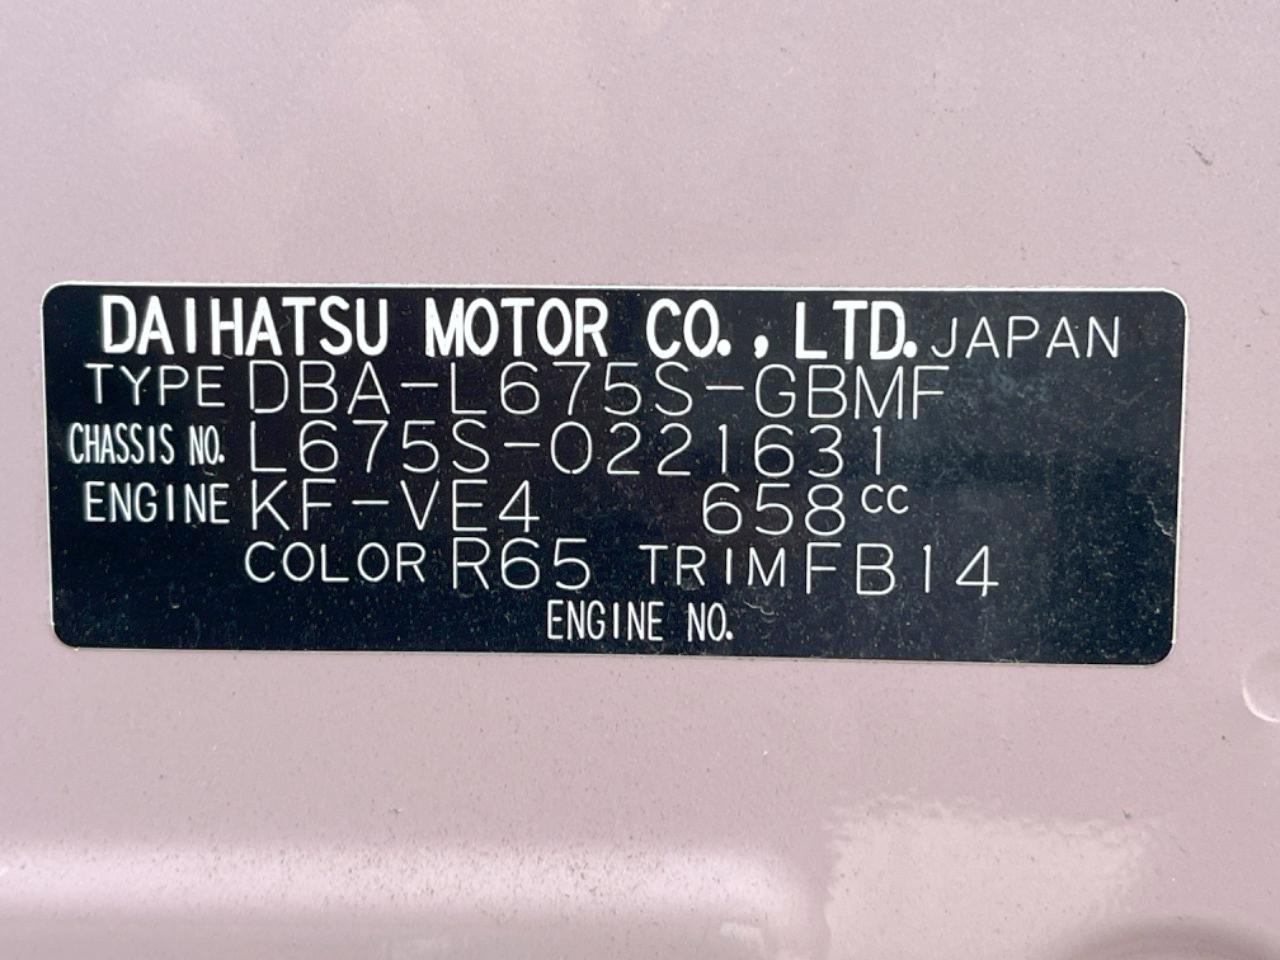 DAIHATSU MOTOR CO., LTD. JAPAN
TYPE DBA-L675S-GBMF
CHASSIS NO. L675S-0221631
ENGINE KF-VE4 658cc
COLOR R65 TRIM FB14
ENGINE NO.